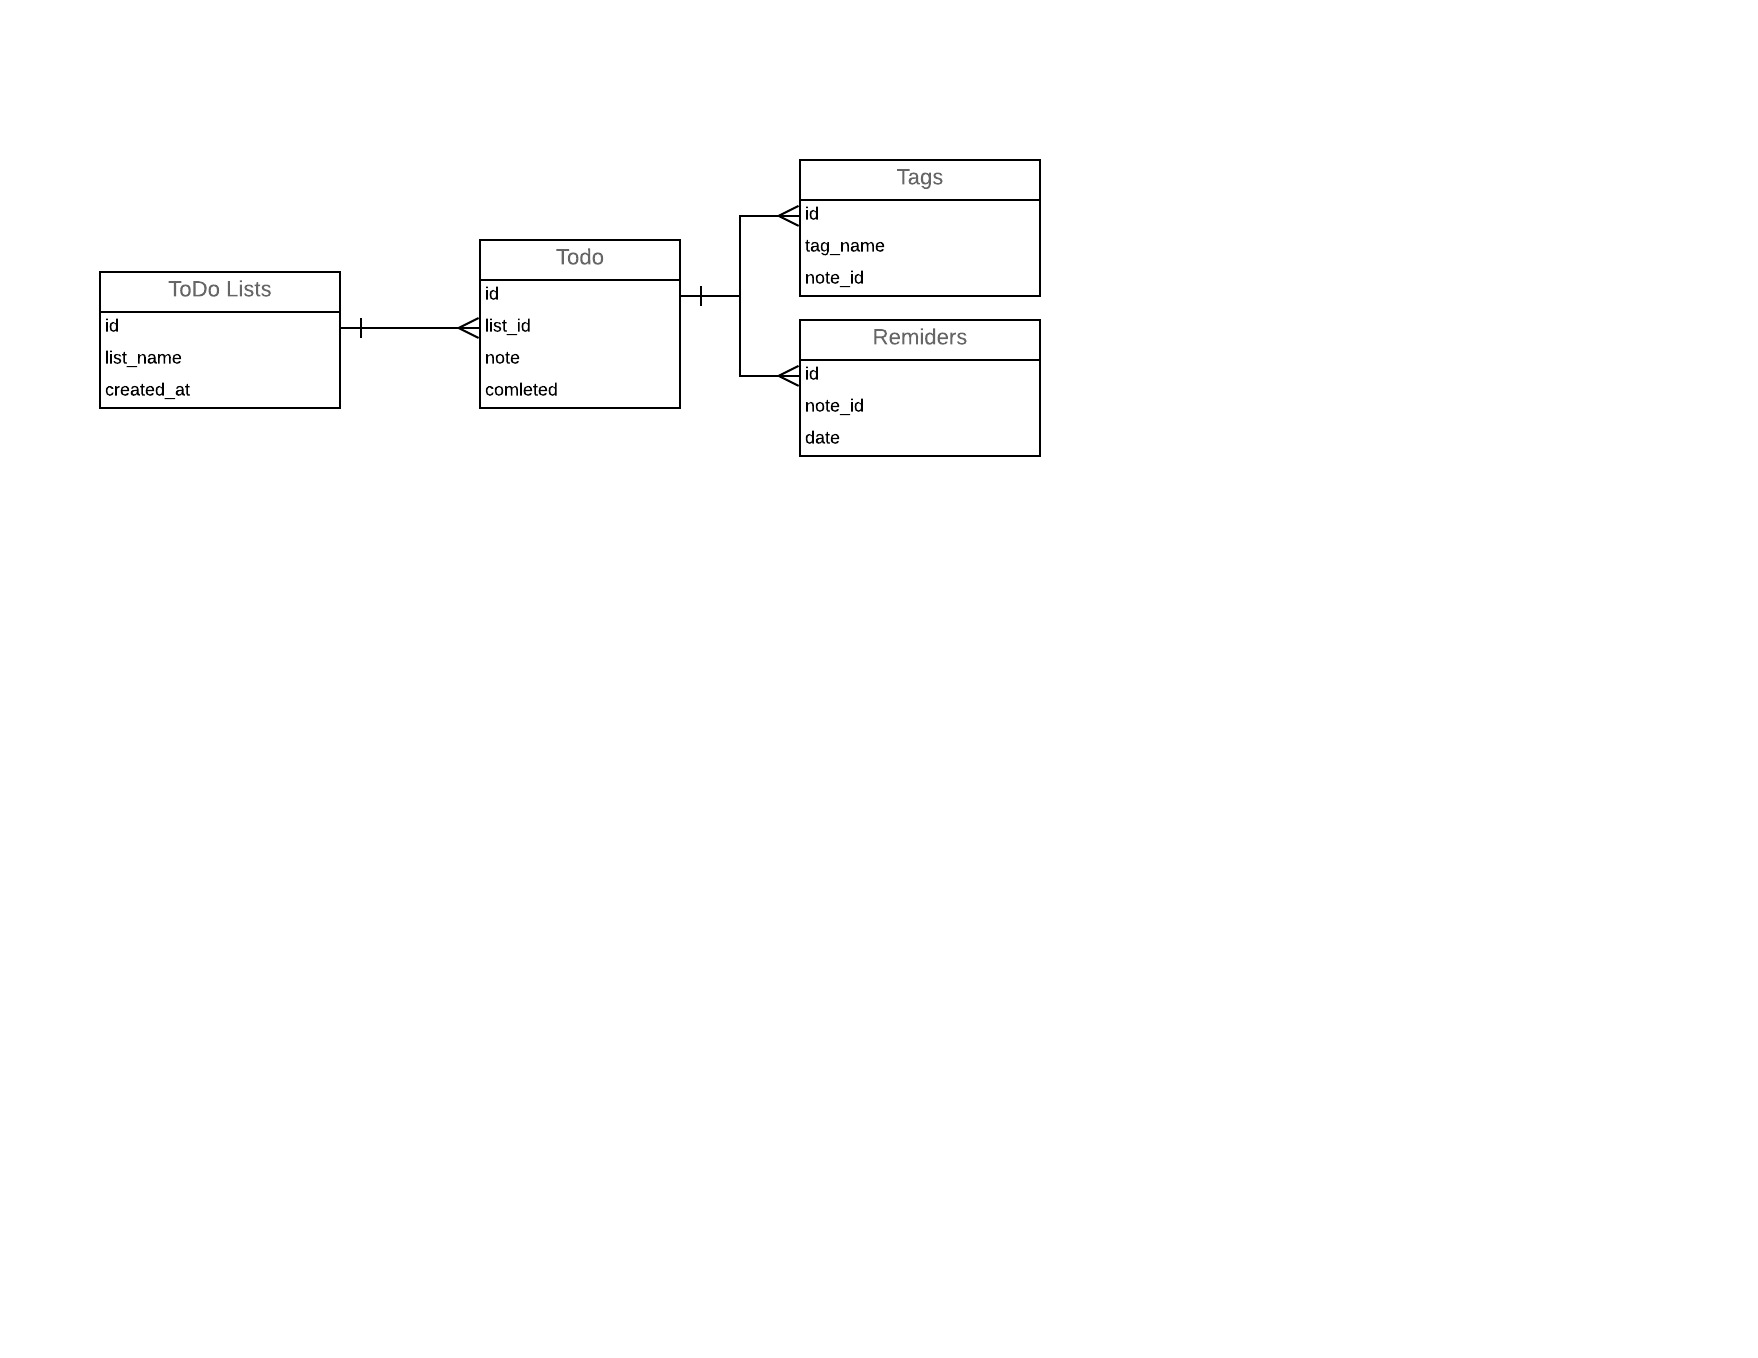 ToDo Lists
id
list_name
created_at
Todo
id
list_id
note
comleted
Tags
id
tag_name
note_id
Remiders
id
note_id
date